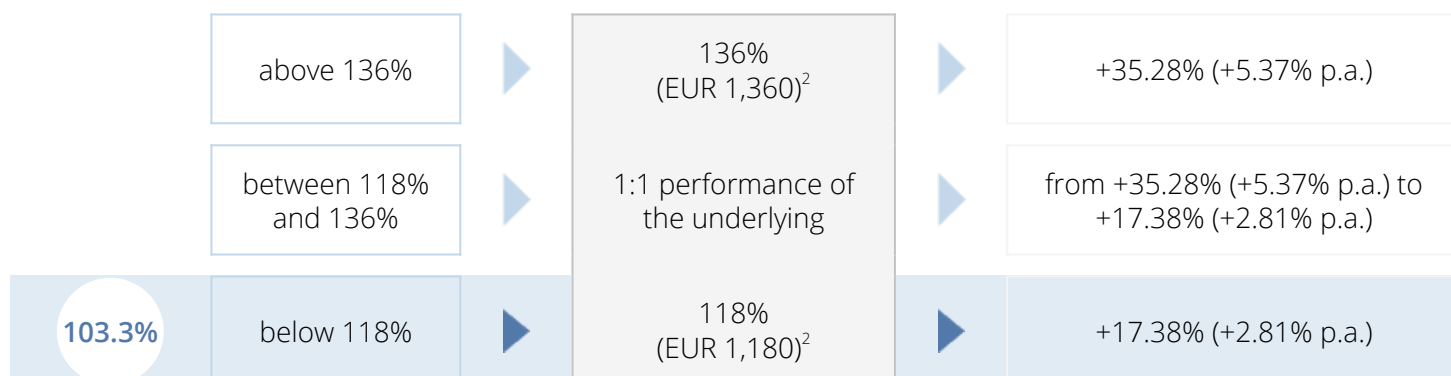 above 136%
136%
(EUR 1,360)²
+35.28% (+5.37% p.a.)
between 118%
and 136%
1:1 performance of
the underlying
from +35.28% (+5.37% p.a.) to
+17.38% (+2.81% p.a.)
103.3%
below 118%
118%
(EUR 1,180)²
+17.38% (+2.81% p.a.)